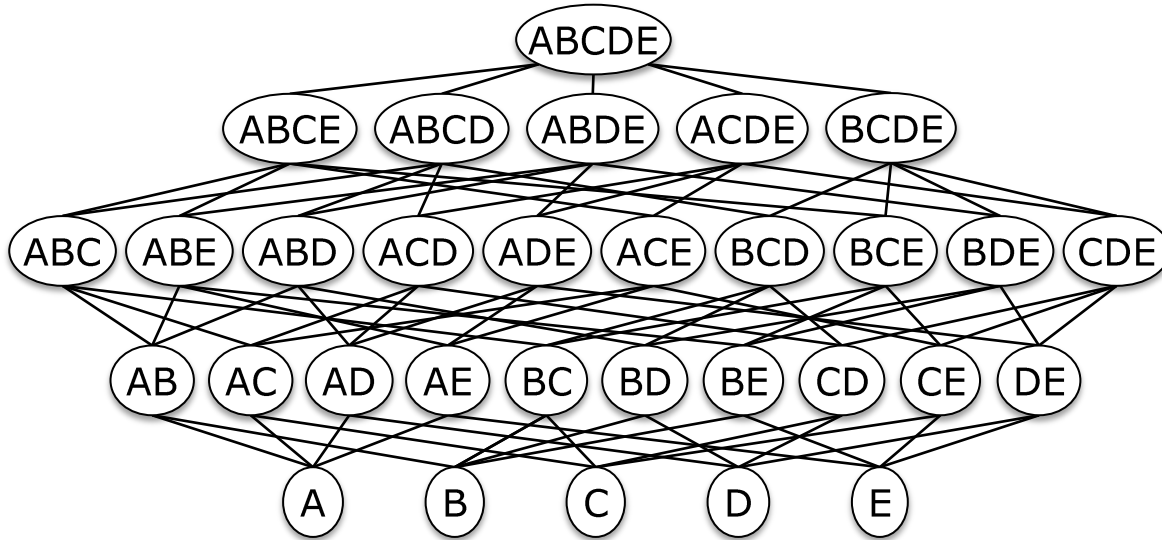 ABCDE
ABCE ABCD ABDE ACDE BCDE
ABC ABE ABD ACD ADE ACE BCD BCE BDE CDE
AB AC AD AE BC BD BE CD CE DE
A B C D E